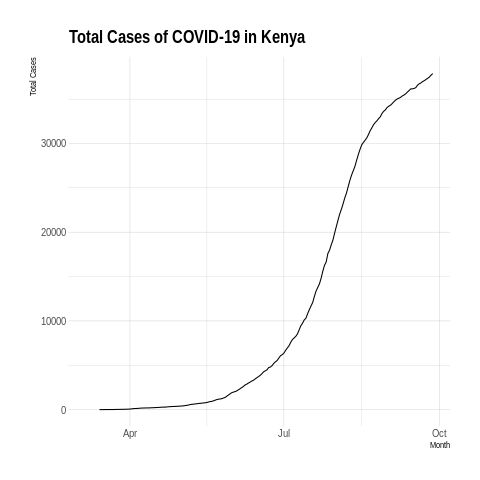 Total Cases of COVID-19 in Kenya
Total Cases
30000
20000
10000
0
Apr
Jul
Oct
Month